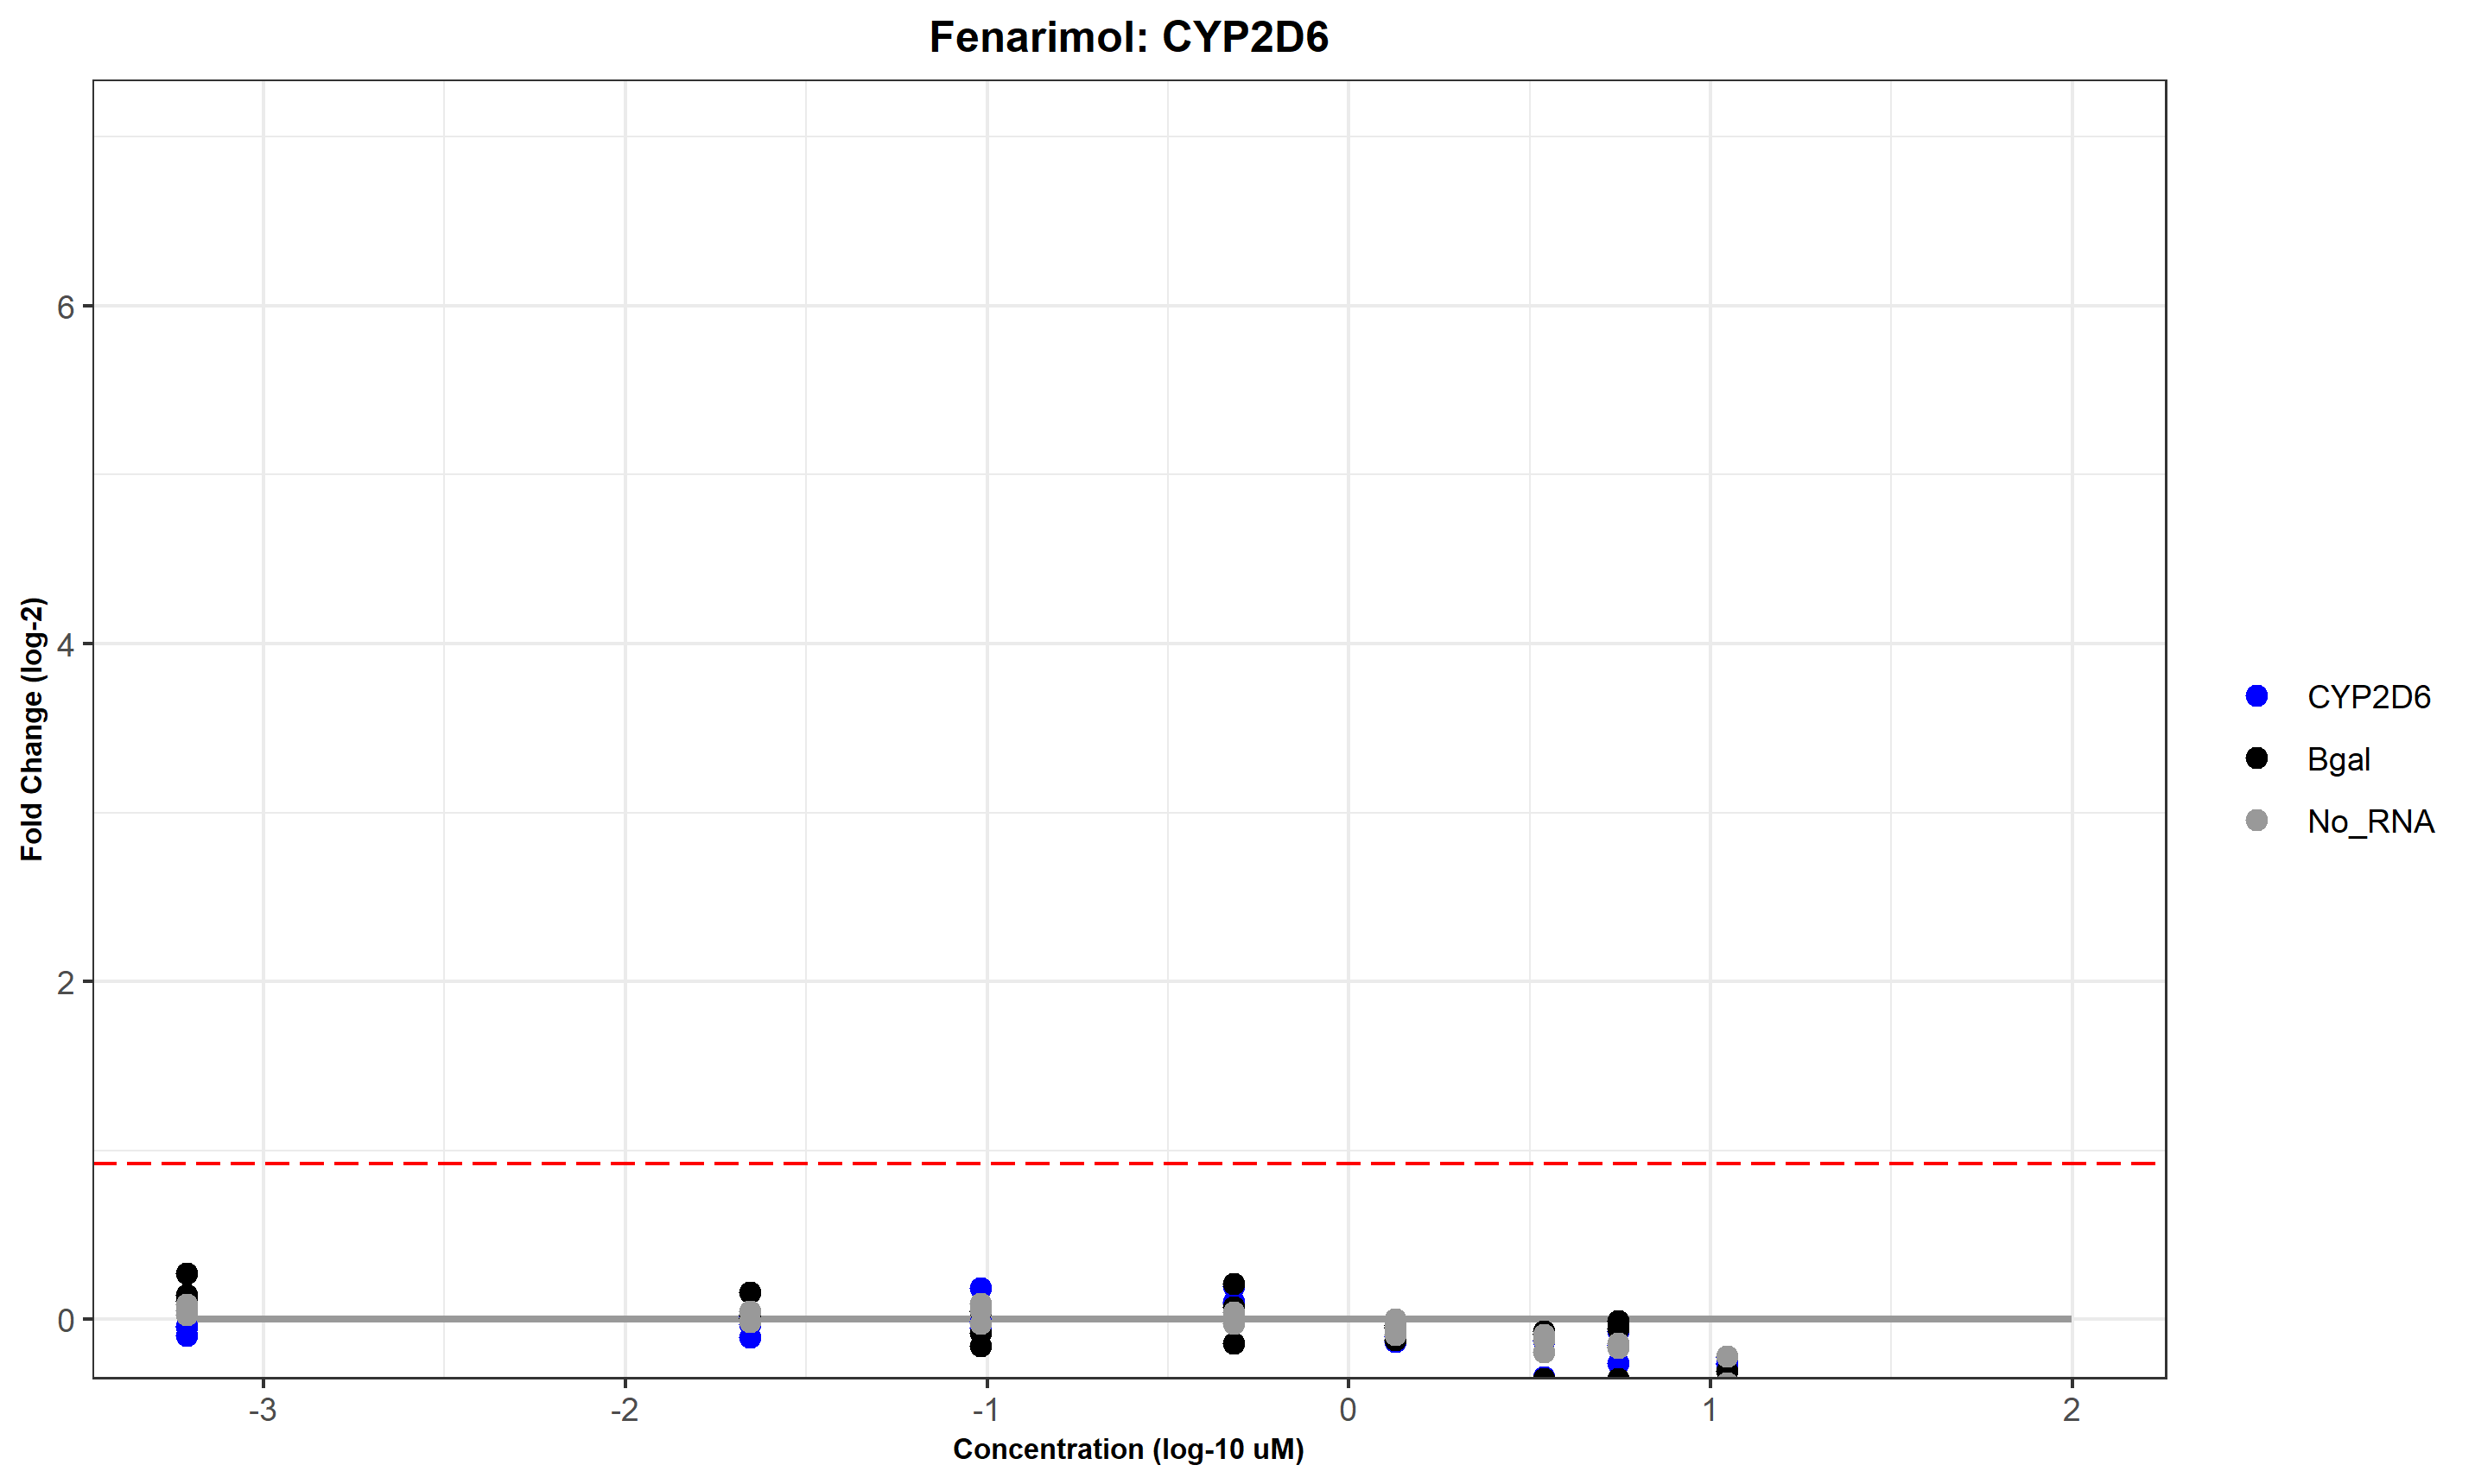 Fenarimol: CYP2D6
Fold Change (log-2)
6
4
2
0
-3
-2
-1
0
1
2
Concentration (log-10 uM)
CYP2D6
Bgal
No_RNA